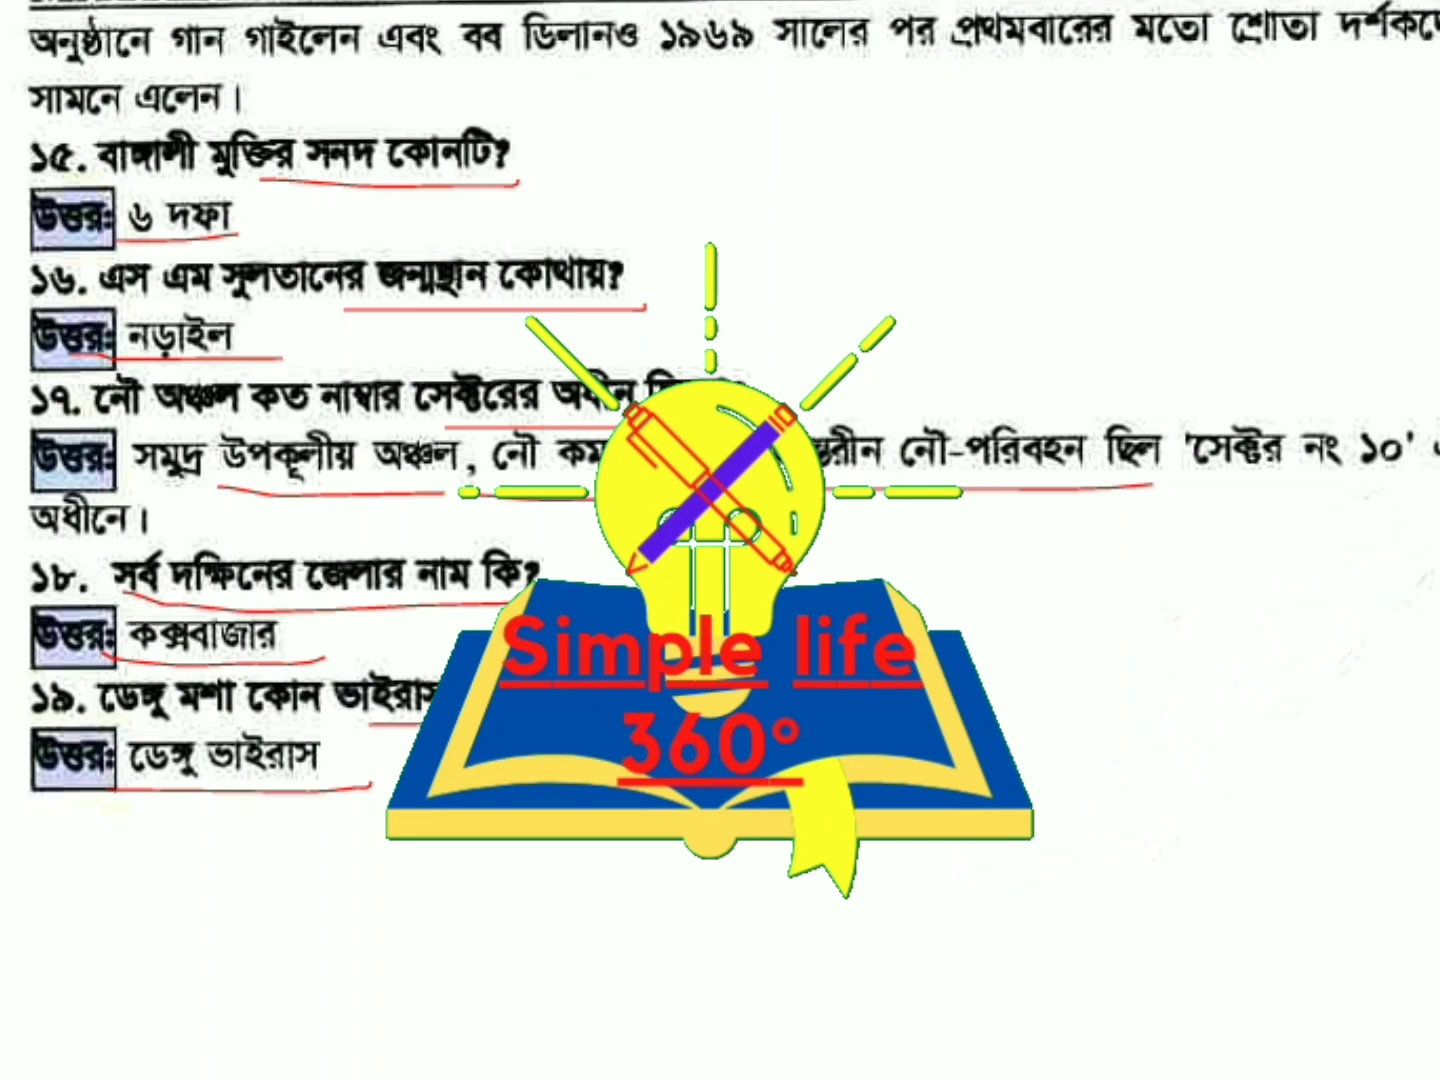 অনুষ্ঠানে গান গাইলেন এবং বব ডিলানও ১৯৬৯ সালের পর প্রথমবারের মতো শ্রোতা
সামনে এলেন।
১৫. বাঙ্গালী মুক্তির সনদ কোনটি?
উত্তর: ৬ দফা
১৬. এস এম সুলতানের জন্মস্থান কোথায়?
উত্তর: নড়াইল
১৭. নৌ অঞ্চল কত নাম্বার সেক্টরের অধীন
উত্তর: সমুদ্র উপকূলীয় অঞ্চল, নৌ নৌ-পরিবহন ছিল 'সেক্টর নং ১০'
অধীনে।
১৮. সর্ব দক্ষিনের জেলার নাম কি?
উত্তর: কক্সবাজার
১৯. ডেঙ্গু মশা কোন
উত্তর: ডেঙ্গু ভাইরাস
Simple life
360°